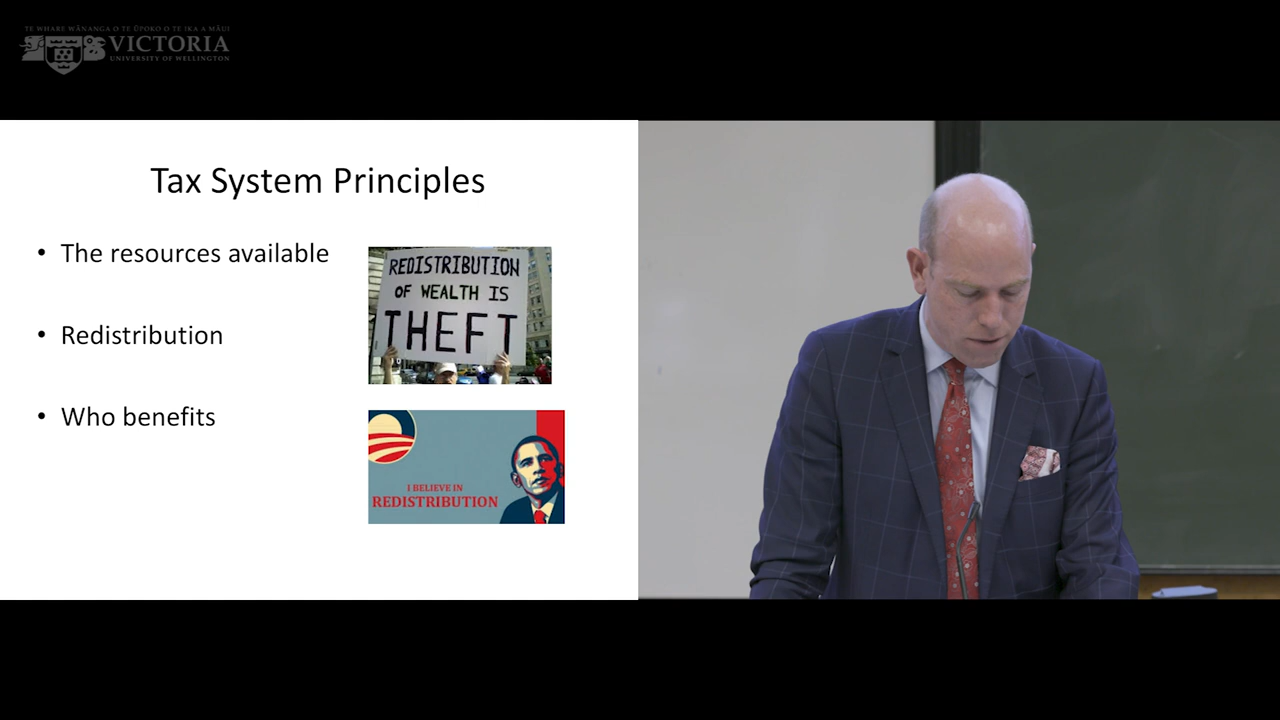 TE WHARE WĀNANGA O TE ŪPOKO O TE IKA A MĀUI
VICTORIA
UNIVERSITY OF WELLINGTON
Tax System Principles
• The resources available
• Redistribution
• Who benefits
REDISTRIBUTION
OF WEALTH IS
THEFT
I BELIEVE IN
REDISTRIBUTION